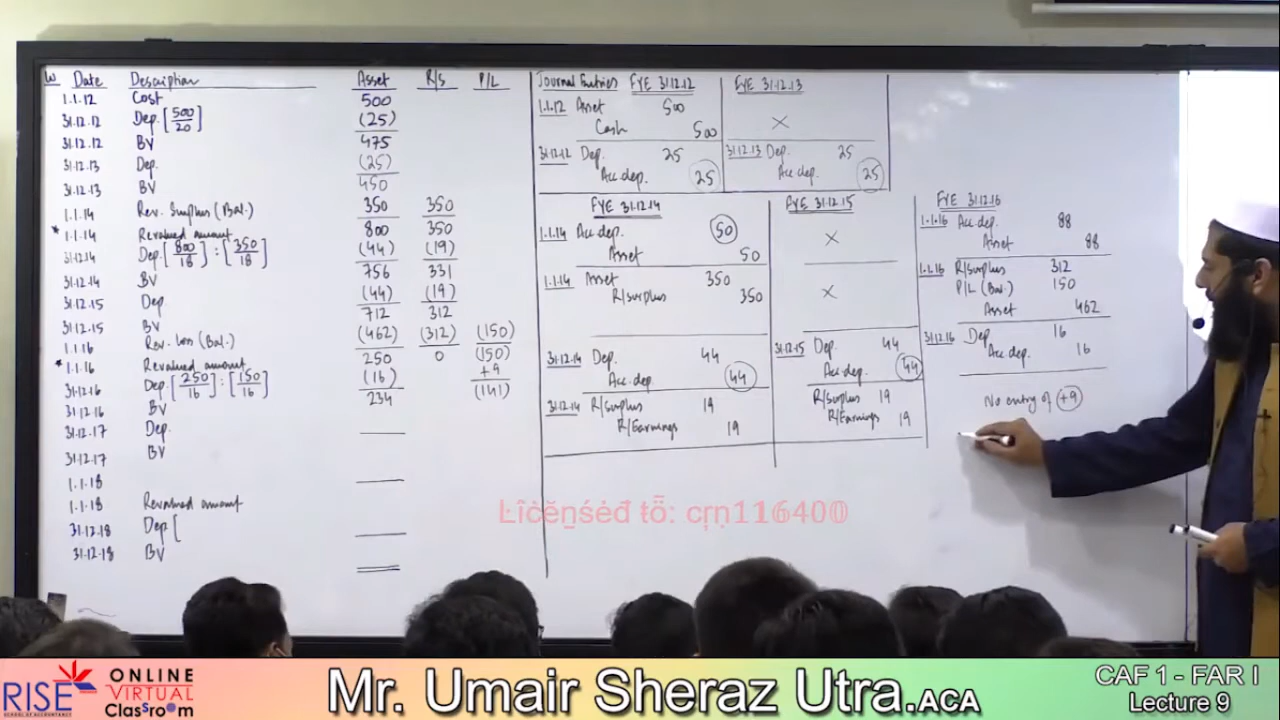 W Date Description Asset R/S P/L
1.1.12 Cost 500
31.12.12 Dep. [500/20] (25)
31.12.12 BV 475
31.12.13 Dep. (25)
31.12.13 BV 450
1.1.14 Rev. Surplus (Bal.) 350 350
* 1.1.14 Revalued amount 800 350
31.12.14 Dep. [800/18] : [350/18] (44) (19)
31.12.14 BV 756 331
31.12.15 Dep (44) (19)
31.12.15 BV 712 312
1.1.16 Rev. Loss (Bal.) (462) (312) (150)
* 1.1.16 Revalued amount 250 0 (150)
31.12.16 Dep. [250/16] : [150/16] (16) +9
31.12.16 BV 234 (141)
31.12.17 Dep.
31.12.17 BV
1.1.18
1.1.18 Revalued amount
31.12.18 Dep [
31.12.18 BV
Journal Entries FYE 31.12.12
1.1.12 Asset 500
Cash 500
31.12.12 Dep. 25
Acc.dep. 25
FYE 31.12.13
X
31.12.13 Dep. 25
Acc.dep. 25
FYE 31.12.14
1.1.14 Acc.dep. 50
Asset 50
1.1.14 Asset 350
R/surplus 350
31.12.14 Dep. 44
Acc.dep. 44
31.12.14 R/surplus 19
R/Earnings 19
FYE 31.12.15
X
X
31.12.15 Dep. 44
Acc.dep. 44
R/surplus 19
R/Earnings 19
FYE 31.12.16
1.1.16 Acc.dep. 88
Asset 88
1.1.16 R/surplus 312
P/L (Bal.) 150
Asset 462
31.12.16 Dep 16
Acc.dep. 16
No entry of +9
Licensed to: crn116400
RISE
SCHOOL OF ACCOUNTANCY
ONLINE
VIRTUAL
Classroom
Mr. Umair Sheraz Utra.ACA
CAF 1 - FAR I
Lecture 9